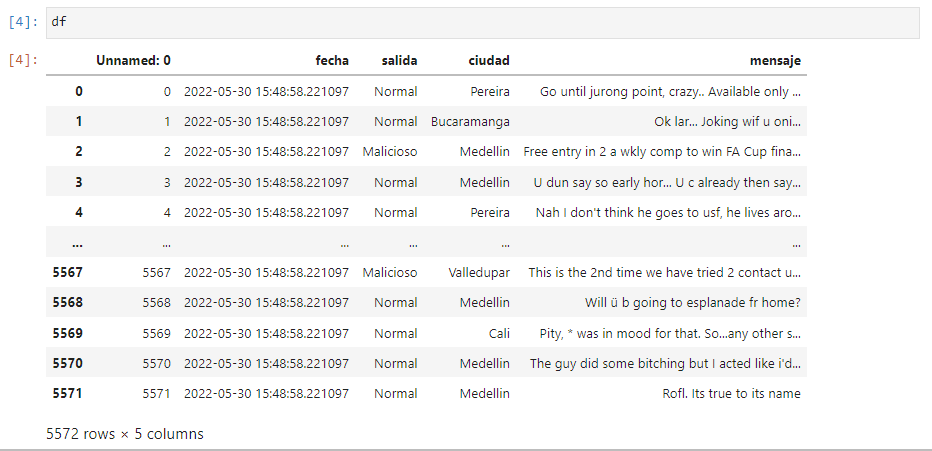 [4]: df
[4]: Unnamed: 0 fecha salida ciudad mensaje
0 0 2022-05-30 15:48:58.221097 Normal Pereira Go until jurong point, crazy.. Available only ...
1 1 2022-05-30 15:48:58.221097 Normal Bucaramanga Ok lar... Joking wif u oni...
2 2 2022-05-30 15:48:58.221097 Malicioso Medellin Free entry in 2 a wkly comp to win FA Cup fina...
3 3 2022-05-30 15:48:58.221097 Normal Medellin U dun say so early hor... U c already then say...
4 4 2022-05-30 15:48:58.221097 Normal Pereira Nah I don't think he goes to usf, he lives aro...
... ... ... ... ... ...
5567 5567 2022-05-30 15:48:58.221097 Malicioso Valledupar This is the 2nd time we have tried 2 contact u...
5568 5568 2022-05-30 15:48:58.221097 Normal Medellin Will ü b going to esplanade fr home?
5569 5569 2022-05-30 15:48:58.221097 Normal Cali Pity, * was in mood for that. So...any other s...
5570 5570 2022-05-30 15:48:58.221097 Normal Medellin The guy did some bitching but I acted like i'd...
5571 5571 2022-05-30 15:48:58.221097 Normal Medellin Rofl. Its true to its name
5572 rows × 5 columns